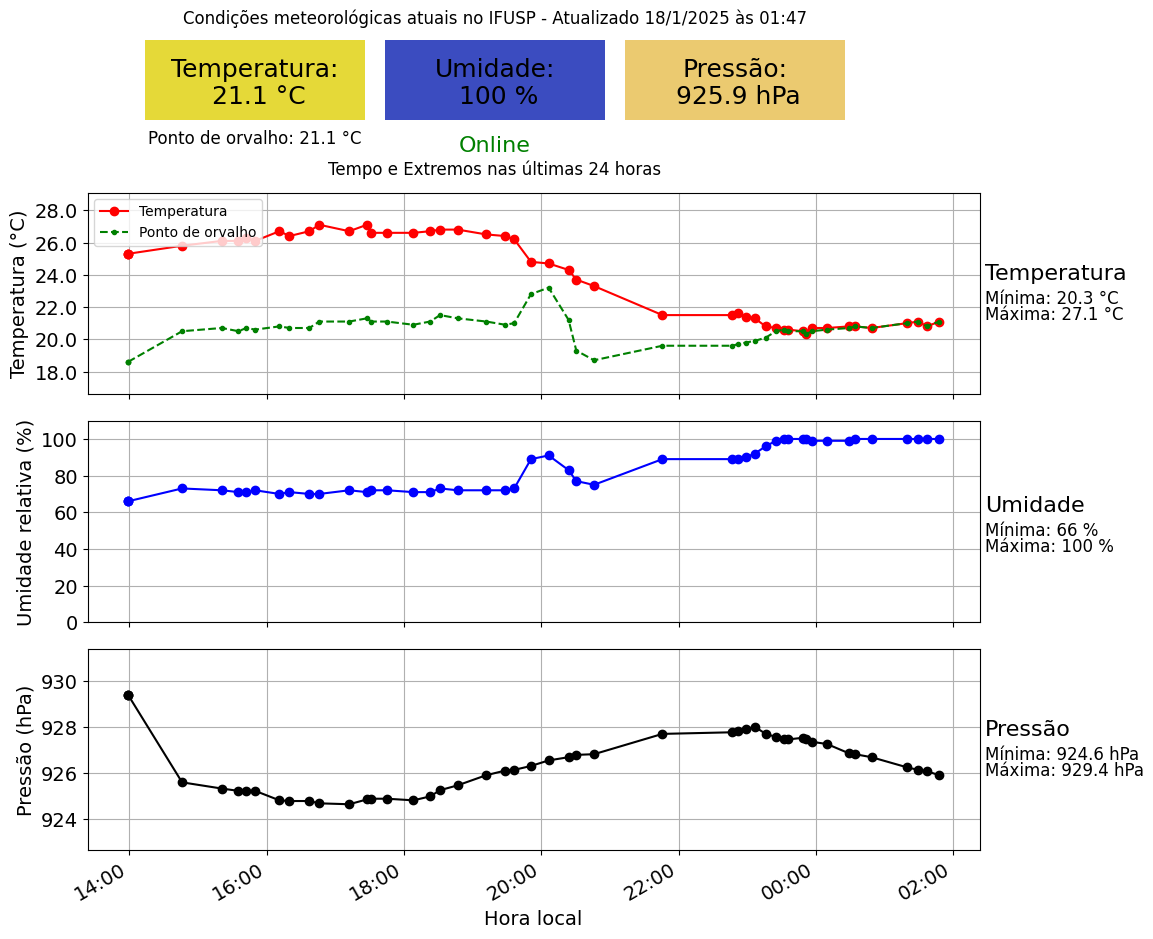 Condições meteorológicas atuais no IFUSP - Atualizado 18/1/2025 às 01:47
Temperatura:
21.1 °C
Umidade:
100 %
Pressão:
925.9 hPa
Ponto de orvalho: 21.1 °C
Online
Tempo e Extremos nas últimas 24 horas
Temperatura (°C)
28.0
26.0
24.0
22.0
20.0
18.0
Temperatura
Ponto de orvalho
Temperatura
Mínima: 20.3 °C
Máxima: 27.1 °C
Umidade relativa (%)
100
80
60
40
20
0
Umidade
Mínima: 66 %
Máxima: 100 %
Pressão (hPa)
930
928
926
924
Pressão
Mínima: 924.6 hPa
Máxima: 929.4 hPa
14:00
16:00
18:00
20:00
22:00
00:00
02:00
Hora local